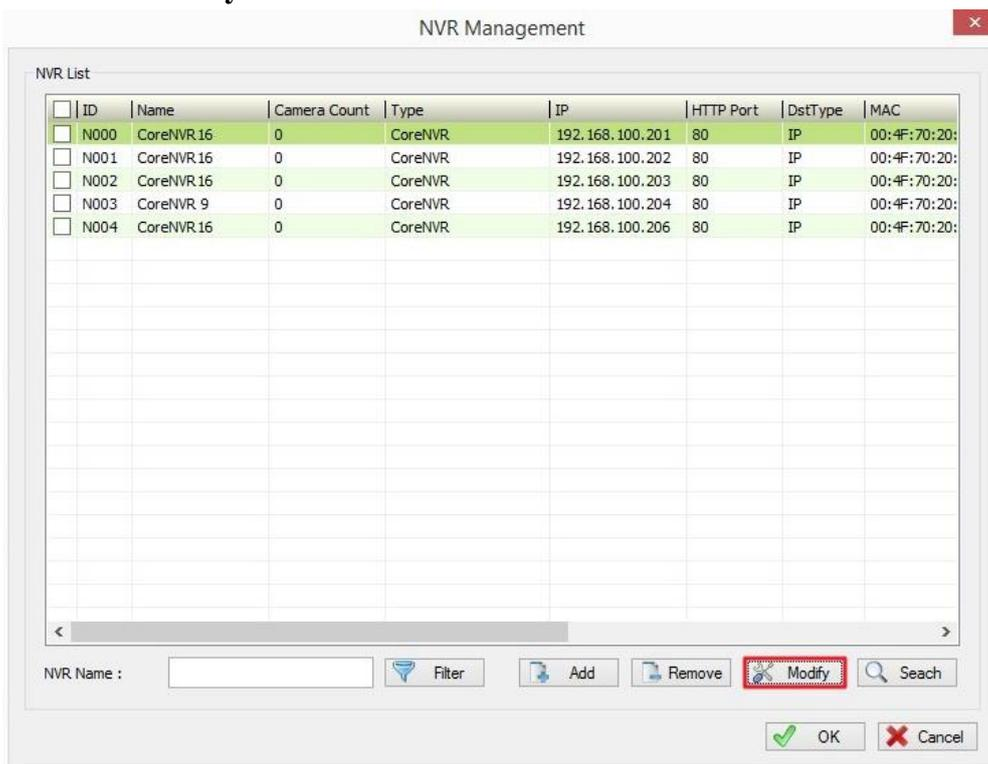 NVR Management
NVR List
ID Name Camera Count Type IP HTTP Port DstType MAC
N000 CoreNVR16 0 CoreNVR 192.168.100.201 80 IP 00:4F:70:20:
N001 CoreNVR16 0 CoreNVR 192.168.100.202 80 IP 00:4F:70:20:
N002 CoreNVR16 0 CoreNVR 192.168.100.203 80 IP 00:4F:70:20:
N003 CoreNVR 9 0 CoreNVR 192.168.100.204 80 IP 00:4F:70:20:
N004 CoreNVR16 0 CoreNVR 192.168.100.206 80 IP 00:4F:70:20:
NVR Name : Filter Add Remove Modify Seach
OK Cancel